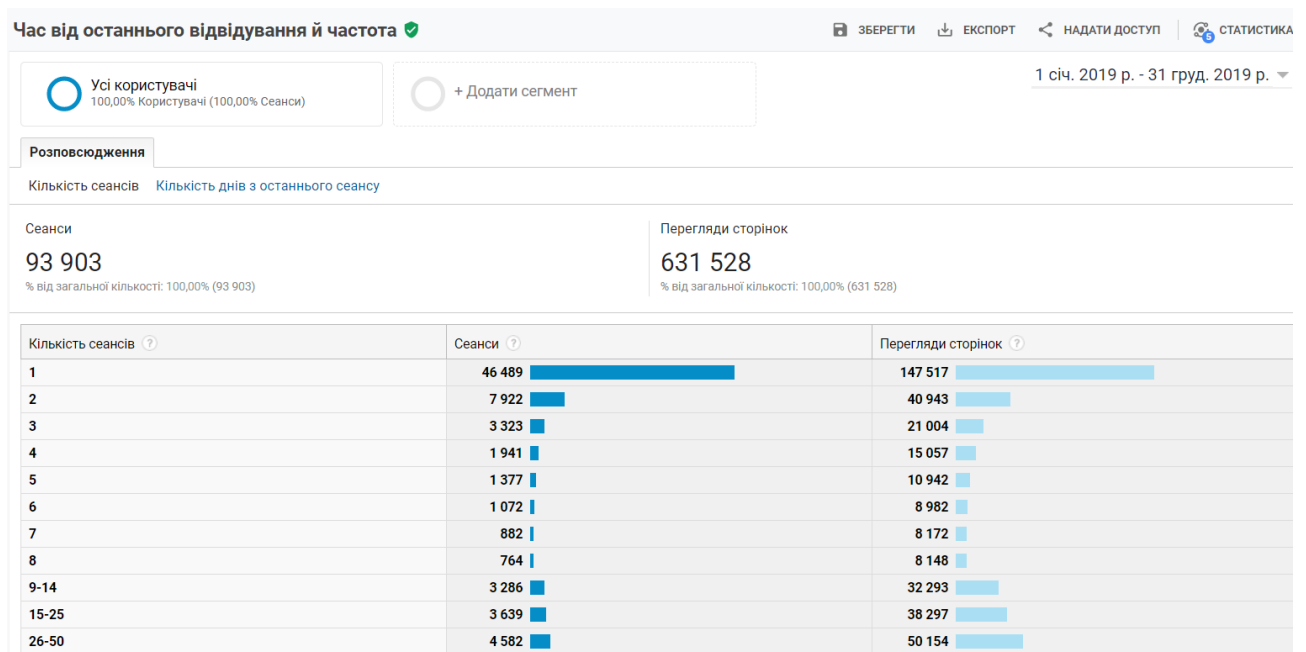 Час від останнього відвідування й частота
ЗБЕРЕГТИ ЕКСПОРТ НАДАТИ ДОСТУП 5 СТАТИСТИКА
Усі користувачі
100,00% Користувачі (100,00% Сеанси)
+ Додати сегмент
1 січ. 2019 р. - 31 груд. 2019 р.
Розповсюдження
Кількість сеансів Кількість днів з останнього сеансу
Сеанси Перегляди сторінок
93 903 631 528
% від загальної кількості: 100,00% (93 903) % від загальної кількості: 100,00% (631 528)
Кількість сеансів ? Сеанси ? Перегляди сторінок ?
1 46 489 147 517
2 7 922 40 943
3 3 323 21 004
4 1 941 15 057
5 1 377 10 942
6 1 072 8 982
7 882 8 172
8 764 8 148
9-14 3 286 32 293
15-25 3 639 38 297
26-50 4 582 50 154